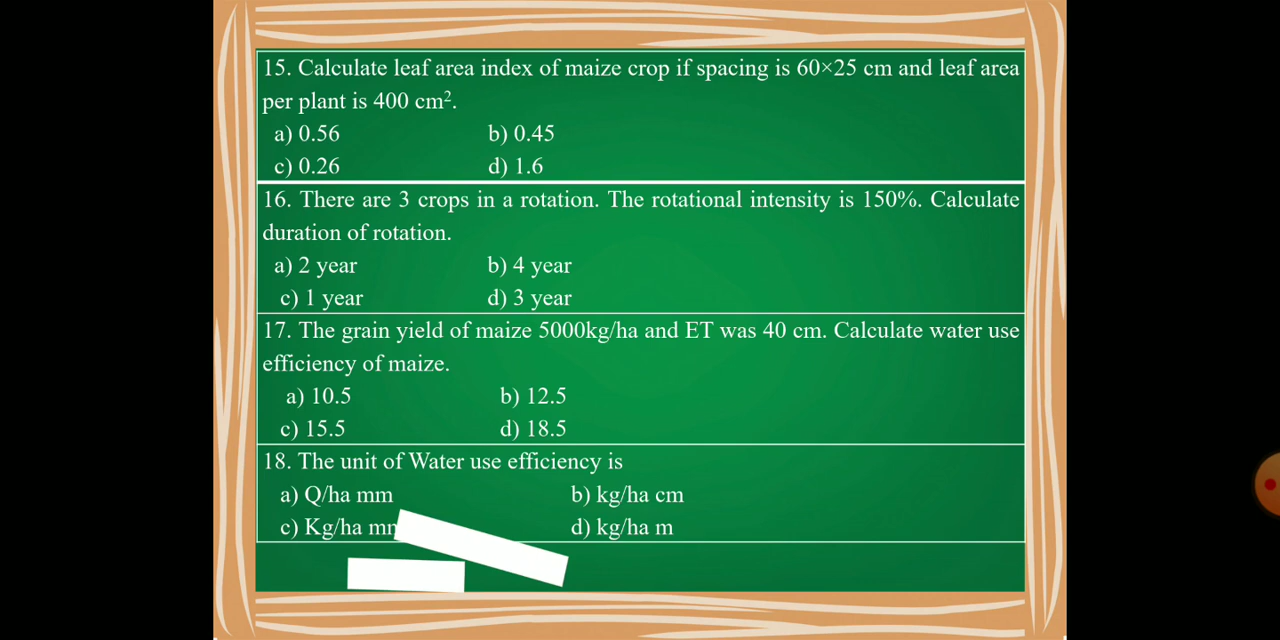 15. Calculate leaf area index of maize crop if spacing is 60×25 cm and leaf area
per plant is 400 cm².
a) 0.56 b) 0.45
c) 0.26 d) 1.6
16. There are 3 crops in a rotation. The rotational intensity is 150%. Calculate
duration of rotation.
a) 2 year b) 4 year
c) 1 year d) 3 year
17. The grain yield of maize 5000kg/ha and ET was 40 cm. Calculate water use
efficiency of maize.
a) 10.5 b) 12.5
c) 15.5 d) 18.5
18. The unit of Water use efficiency is
a) Q/ha mm b) kg/ha cm
c) Kg/ha mm d) kg/ha m